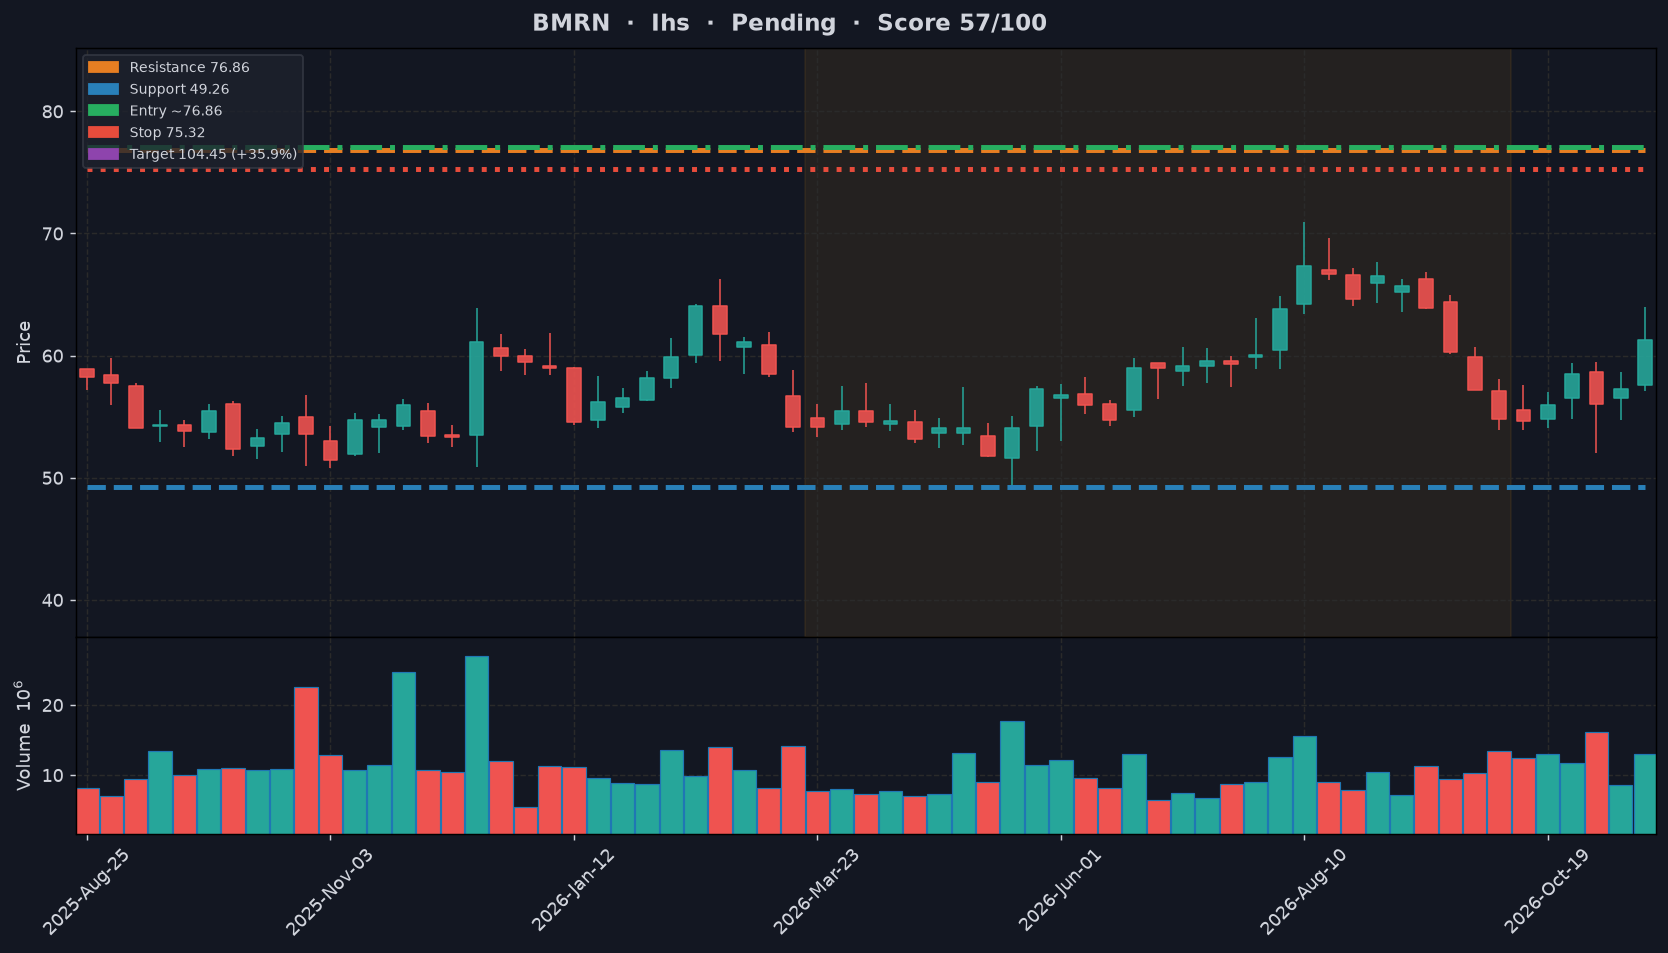 BMRN · Ihs · Pending · Score 57/100
Resistance 76.86
Support 49.26
Entry ~76.86
Stop 75.32
Target 104.45 (+35.9%)
Price
80
70
60
50
40
Volume 10⁶
20
10
2025-Aug-25
2025-Nov-03
2026-Jan-12
2026-Mar-23
2026-Jun-01
2026-Aug-10
2026-Oct-19